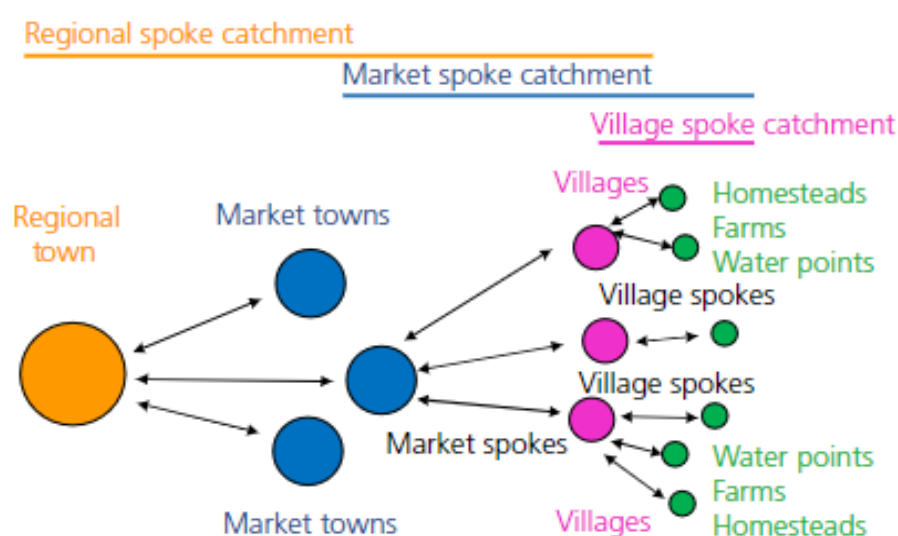 Regional spoke catchment
Market spoke catchment
Village spoke catchment
Villages
Homesteads
Regional
town
Market towns
Farms
Water points
Village spokes
Village spokes
Market spokes
Water points
Farms
Market towns
Villages
Homesteads